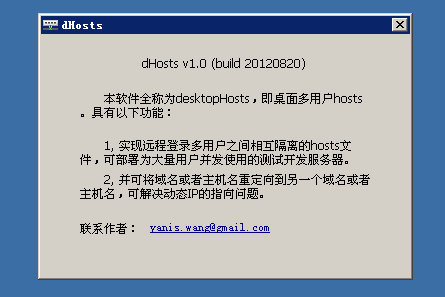 dHosts
dHosts v1.0 (build 20120820)
本软件全称为desktopHosts，即桌面多用户hosts
。具有以下功能：
1, 实现远程登录多用户之间相互隔离的hosts文
件，可部署为大量用户并发使用的测试开发服务器。
2, 并可将域名或者主机名重定向到另一个域名或者
主机名，可解决动态IP的指向问题。
联系作者： yanis.wang@gmail.com